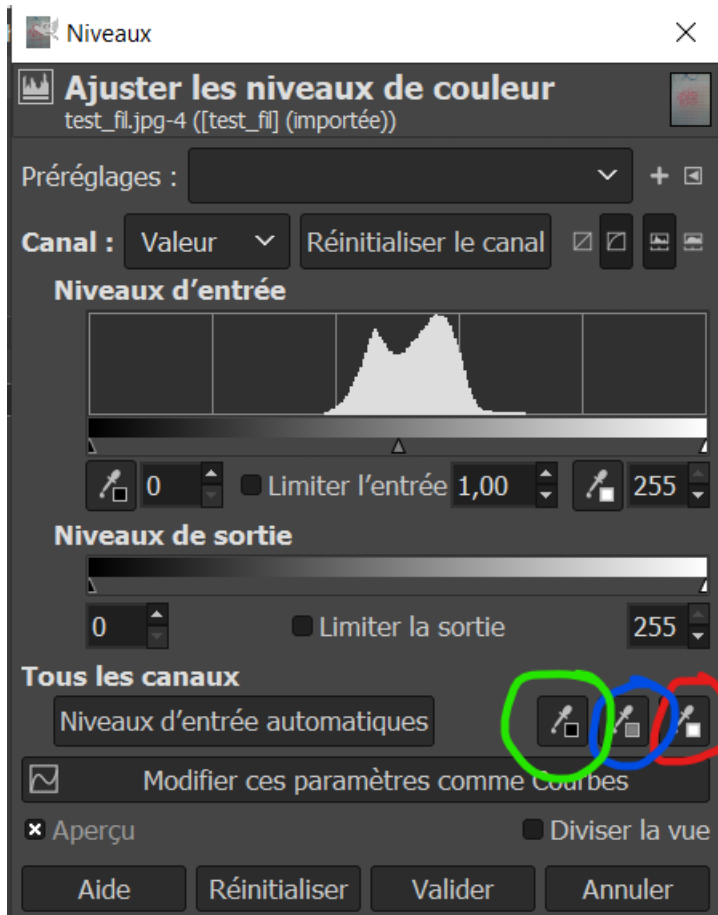 Niveaux
Ajuster les niveaux de couleur
test_fil.jpg-4 ([test_fil] (importée))
Préréglages :
Canal : Valeur Réinitialiser le canal
Niveaux d'entrée
0 Limiter l'entrée 1,00 255
Niveaux de sortie
0 Limiter la sortie 255
Tous les canaux
Niveaux d'entrée automatiques
Modifier ces paramètres comme Courbes
Aperçu Diviser la vue
Aide Réinitialiser Valider Annuler